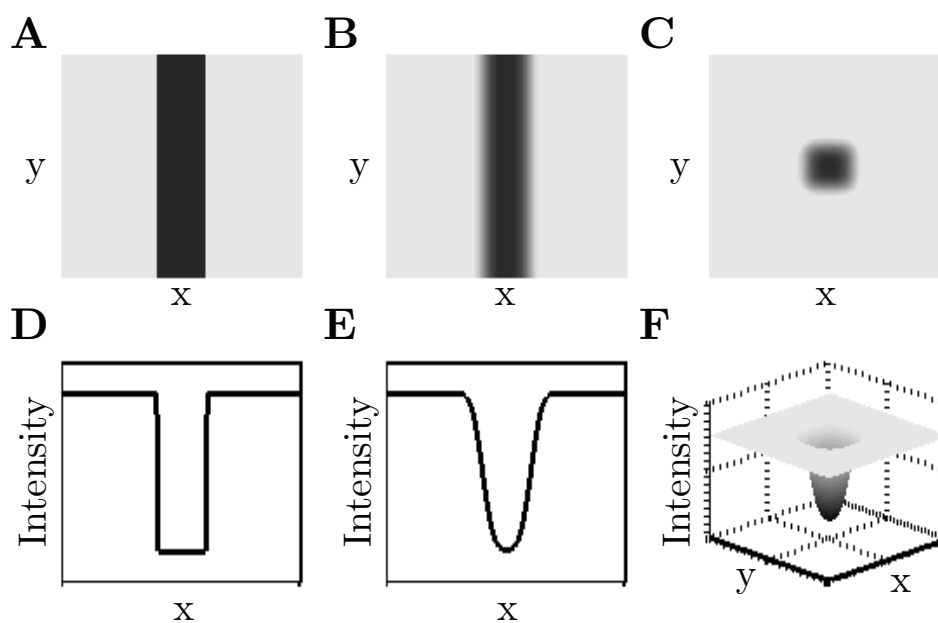 A B C
y y y
x x x
D E F
Intensity Intensity Intensity
y x
x x